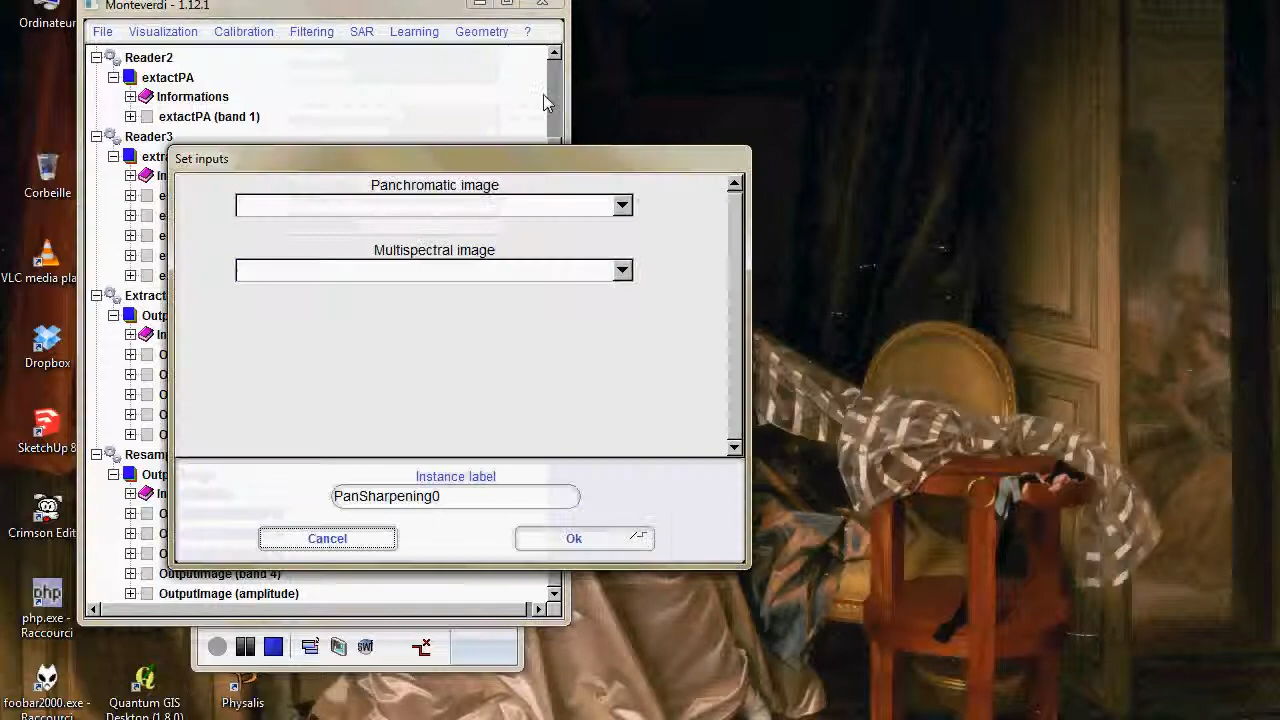 Ordinateur
Monteverdi - 1.12.1
File Visualization Calibration Filtering SAR Learning Geometry ?
Reader2
extactPA
Informations
extactPA (band 1)
Reader3
Set inputs
Panchromatic image
Multispectral image
Instance label
PanSharpening0
Cancel
Ok
OutputImage (band 4)
OutputImage (amplitude)
Corbeille
VLC media pla
Dropbox
SketchUp 8
Crimson Edit
php
php.exe -
Raccourci
foobar2000.exe -
Raccourci
Quantum GIS
Desktop (1.8.0)
Physalis